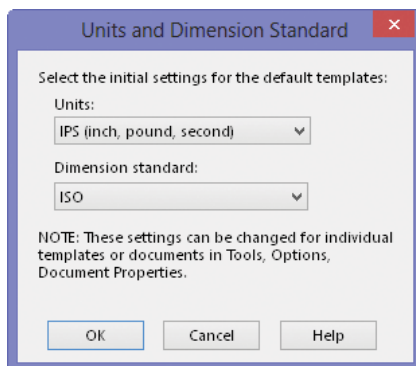 Units and Dimension Standard
Select the initial settings for the default templates:
Units:
IPS (inch, pound, second)
Dimension standard:
ISO
NOTE: These settings can be changed for individual
templates or documents in Tools, Options,
Document Properties.
OK Cancel Help